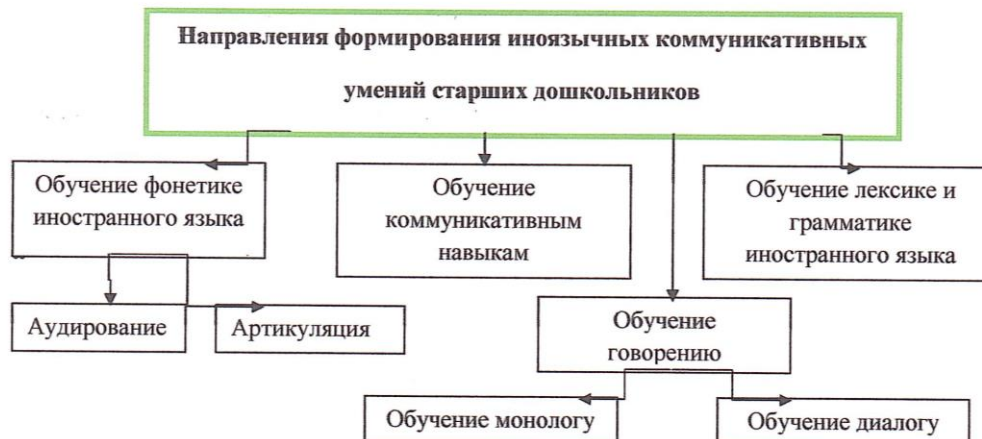 Направления формирования иноязычных коммуникативных
умений старших дошкольников
Обучение фонетике
иностранного языка
Обучение
коммуникативным
навыкам
Обучение лексике и
грамматике
иностранного языка
Аудирование
Артикуляция
Обучение
говорению
Обучение монологу
Обучение диалогу